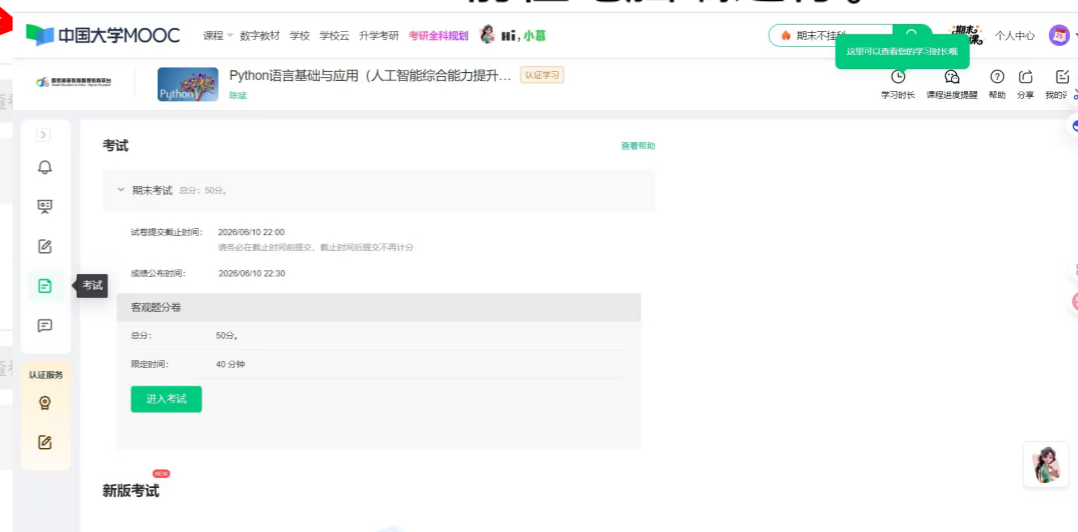 中国大学MOOC 课程 数字教材 学校 学校云 升学考研 考研全科规划 Hi,小慕 期末不挂科 个人中心
这里可以查看您的学习时长哦
Python语言基础与应用（人工智能综合能力提升... 认证学习
Python
陈斌
学习时长 课程进度提醒 帮助 分享 我的
考试 查看帮助
期末考试 总分：50分。
试卷提交截止时间： 2026/06/10 22:00
请务必在截止时间前提交，截止时间后提交不再计分
成绩公布时间： 2026/06/10 22:30
考试
客观题分卷
总分： 50分。
限定时间： 40 分钟
认证服务
进入考试
NEW
新版考试